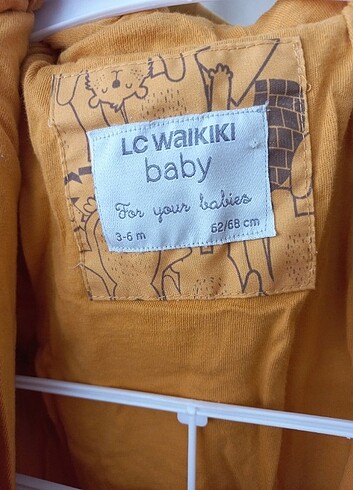 LC WAIKIKI
baby
For your babies
3-6 m 62/68 cm